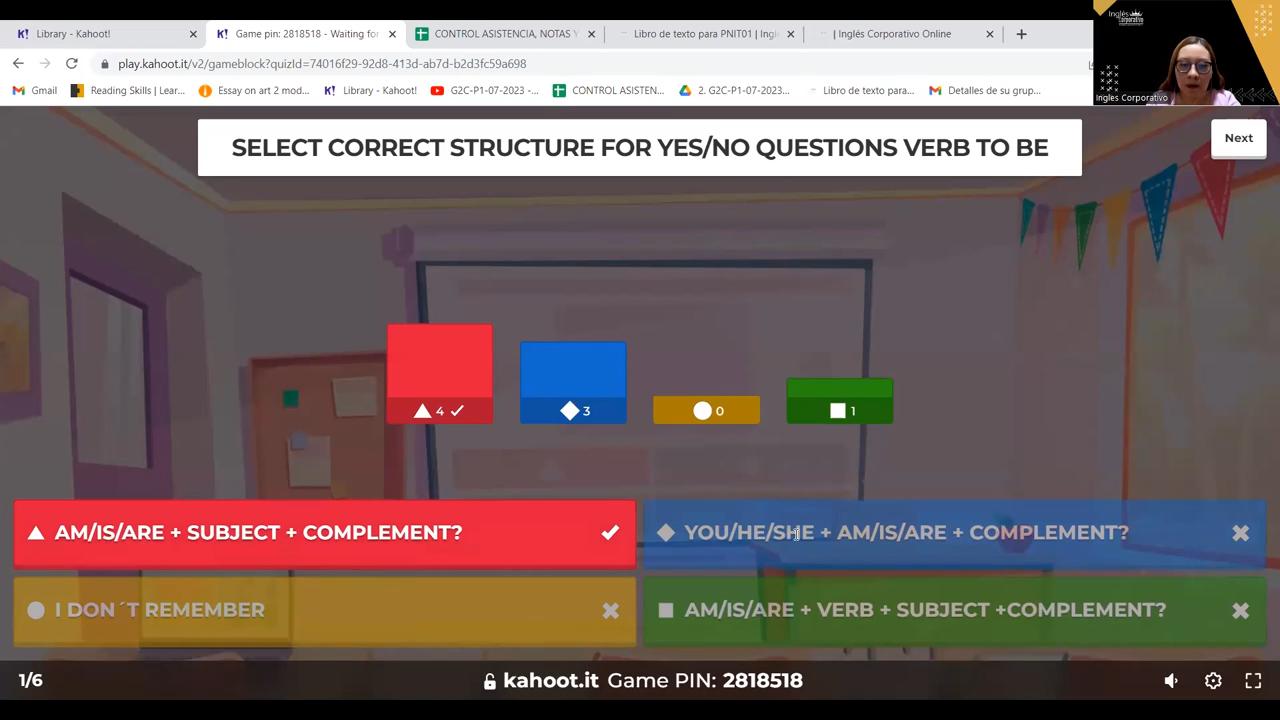 Library - Kahoot!
Game pin: 2818518 - Waiting for
CONTROL ASISTENCIA, NOTAS Y
Libro de texto para PNIT01 | Ingl
| Inglés Corporativo Online
Inglés
Corporativo
play.kahoot.it/v2/gameblock?quizId=74016f29-92d8-413d-ab7d-b2d3fc59a698
Gmail
Reading Skills | Lear...
Essay on art 2 mod...
Library - Kahoot!
G2C-P1-07-2023 -...
CONTROL ASISTEN...
2. G2C-P1-07-2023...
Libro de texto para...
Detalles de su grup...
Ingles Corporativo
SELECT CORRECT STRUCTURE FOR YES/NO QUESTIONS VERB TO BE
Next
4
3
0
1
AM/IS/ARE + SUBJECT + COMPLEMENT?
YOU/HE/SHE + AM/IS/ARE + COMPLEMENT?
I DON´T REMEMBER
AM/IS/ARE + VERB + SUBJECT +COMPLEMENT?
1/6
kahoot.it Game PIN: 2818518